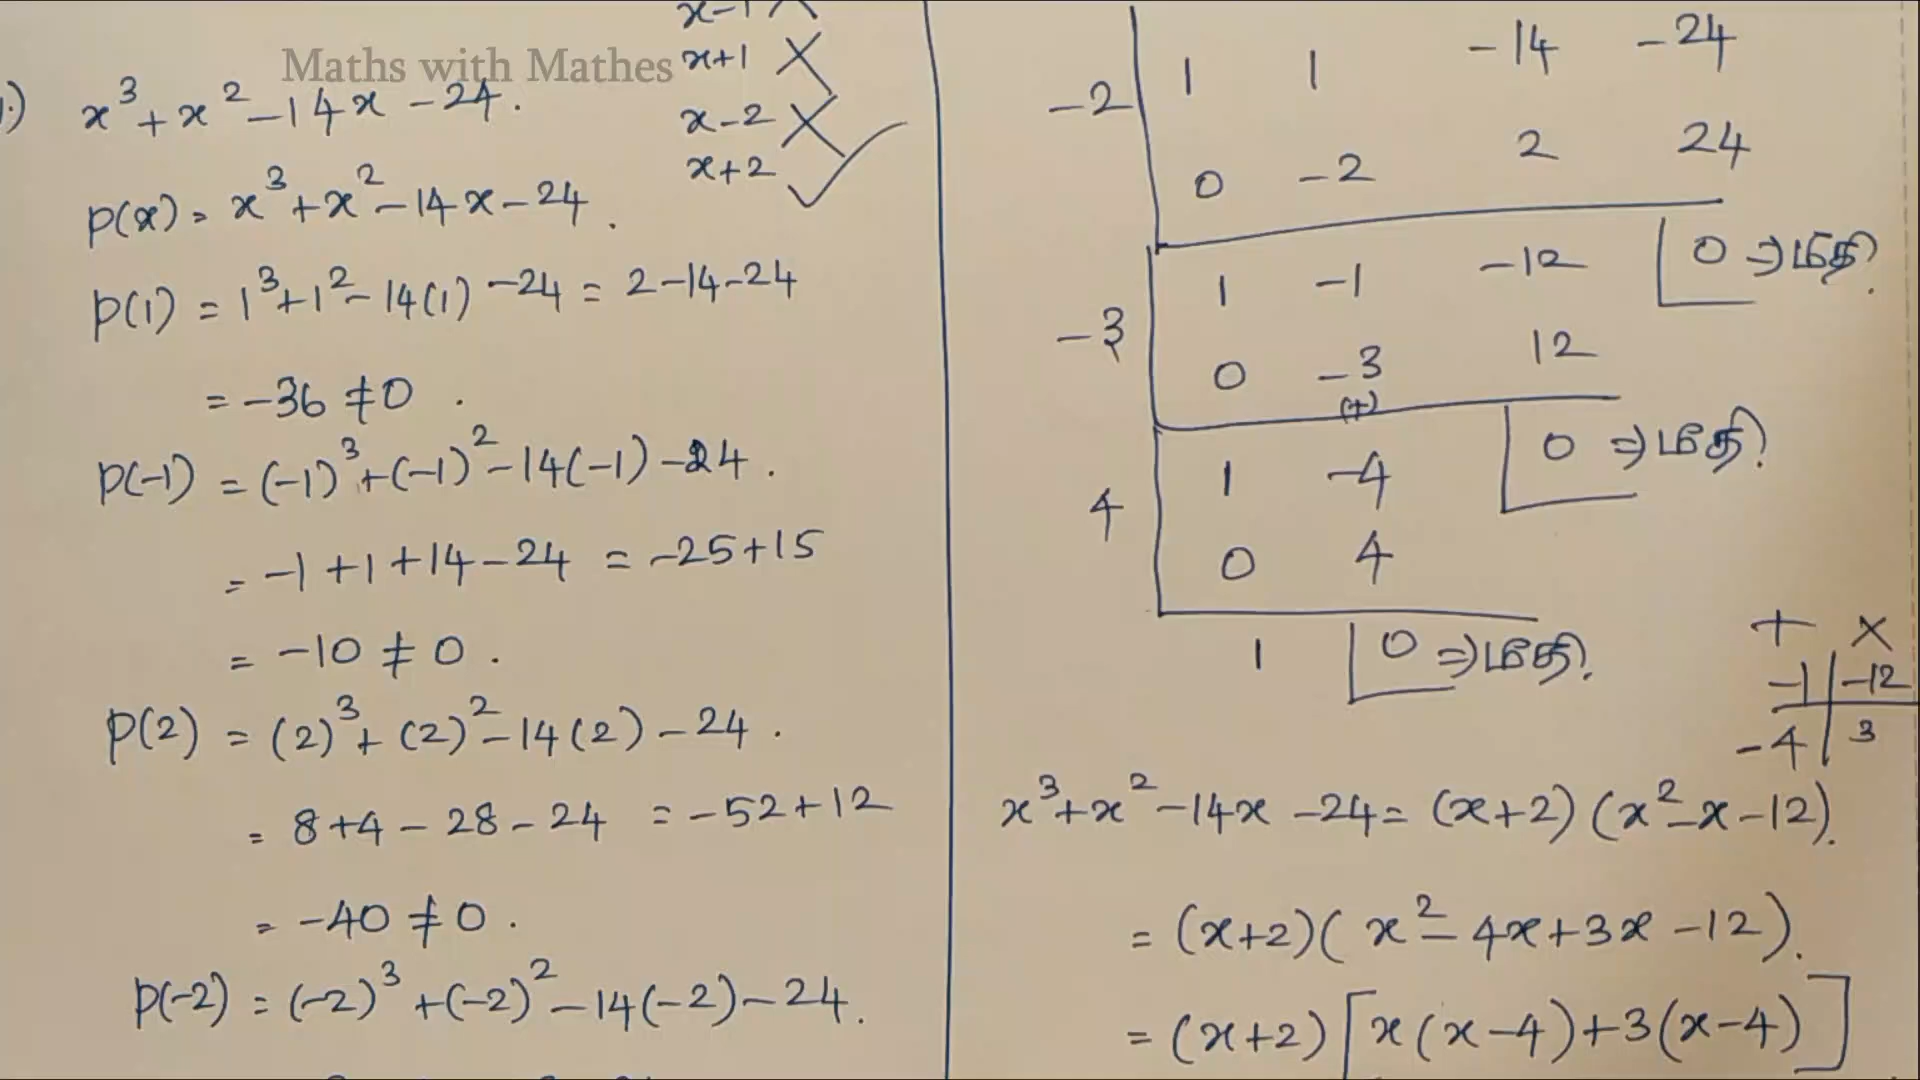 Maths with Mathes
x-1
x+1 ×
x-2 ×
x+2 ✓
1.) x³+x²-14x-24.
p(x)= x³+x²-14x-24.
p(1) = 1³+1²-14(1)-24 = 2-14-24
= -36 ≠0.
p(-1) = (-1)³+(-1)²-14(-1)-24.
= -1+1+14-24 = -25+15
= -10 ≠ 0.
p(2) = (2)³+(2)²-14(2)-24.
= 8+4-28-24 = -52+12
= -40 ≠ 0.
p(-2) = (-2)³+(-2)²-14(-2)-24.
-2 | 1 1 -14 -24
0 -2 2 24
-3 | 1 -1 -12 | 0 ⇒ மீதி.
0 -3 12
(+)
4 | 1 -4 | 0 ⇒ மீதி.
0 4
1 | 0 ⇒ மீதி.
+ ×
-1 | -12
-4 | 3
x³+x²-14x-24= (x+2)(x²-x-12).
= (x+2)(x²-4x+3x-12).
= (x+2)[x(x-4)+3(x-4)]